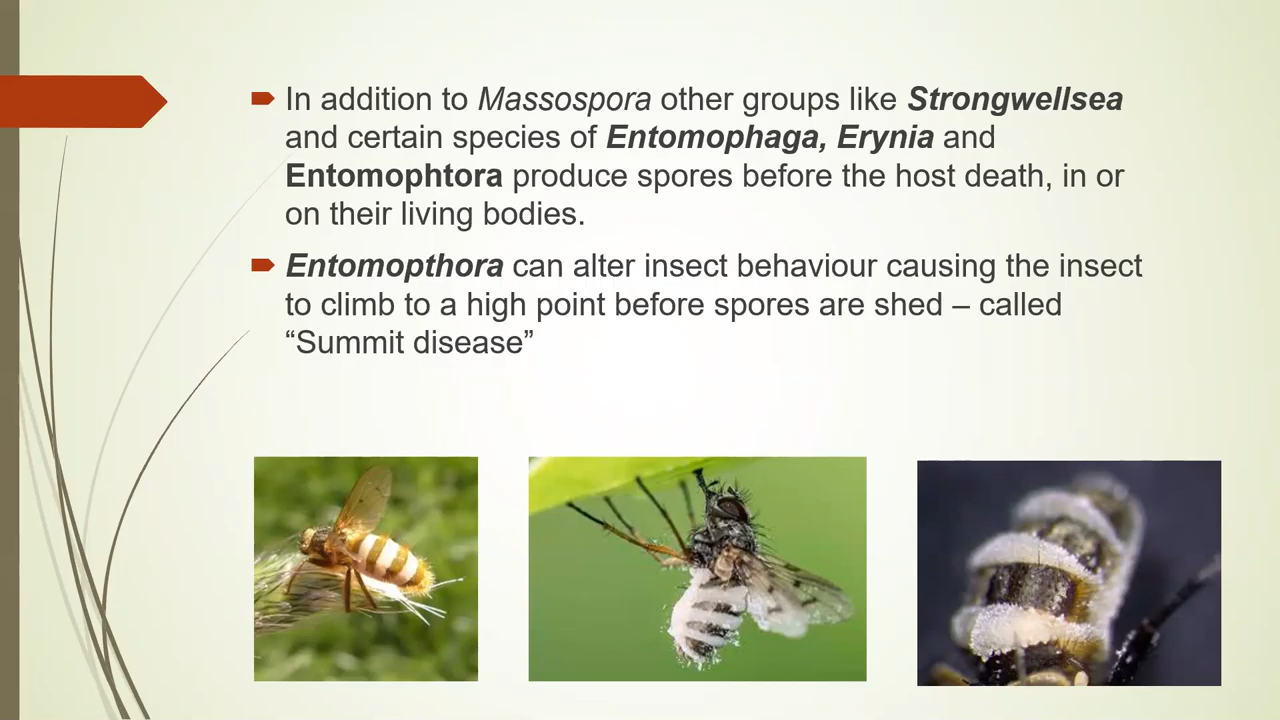 In addition to Massospora other groups like Strongwellsea
and certain species of Entomophaga, Erynia and
Entomophtora produce spores before the host death, in or
on their living bodies.
Entomopthora can alter insect behaviour causing the insect
to climb to a high point before spores are shed – called
“Summit disease”